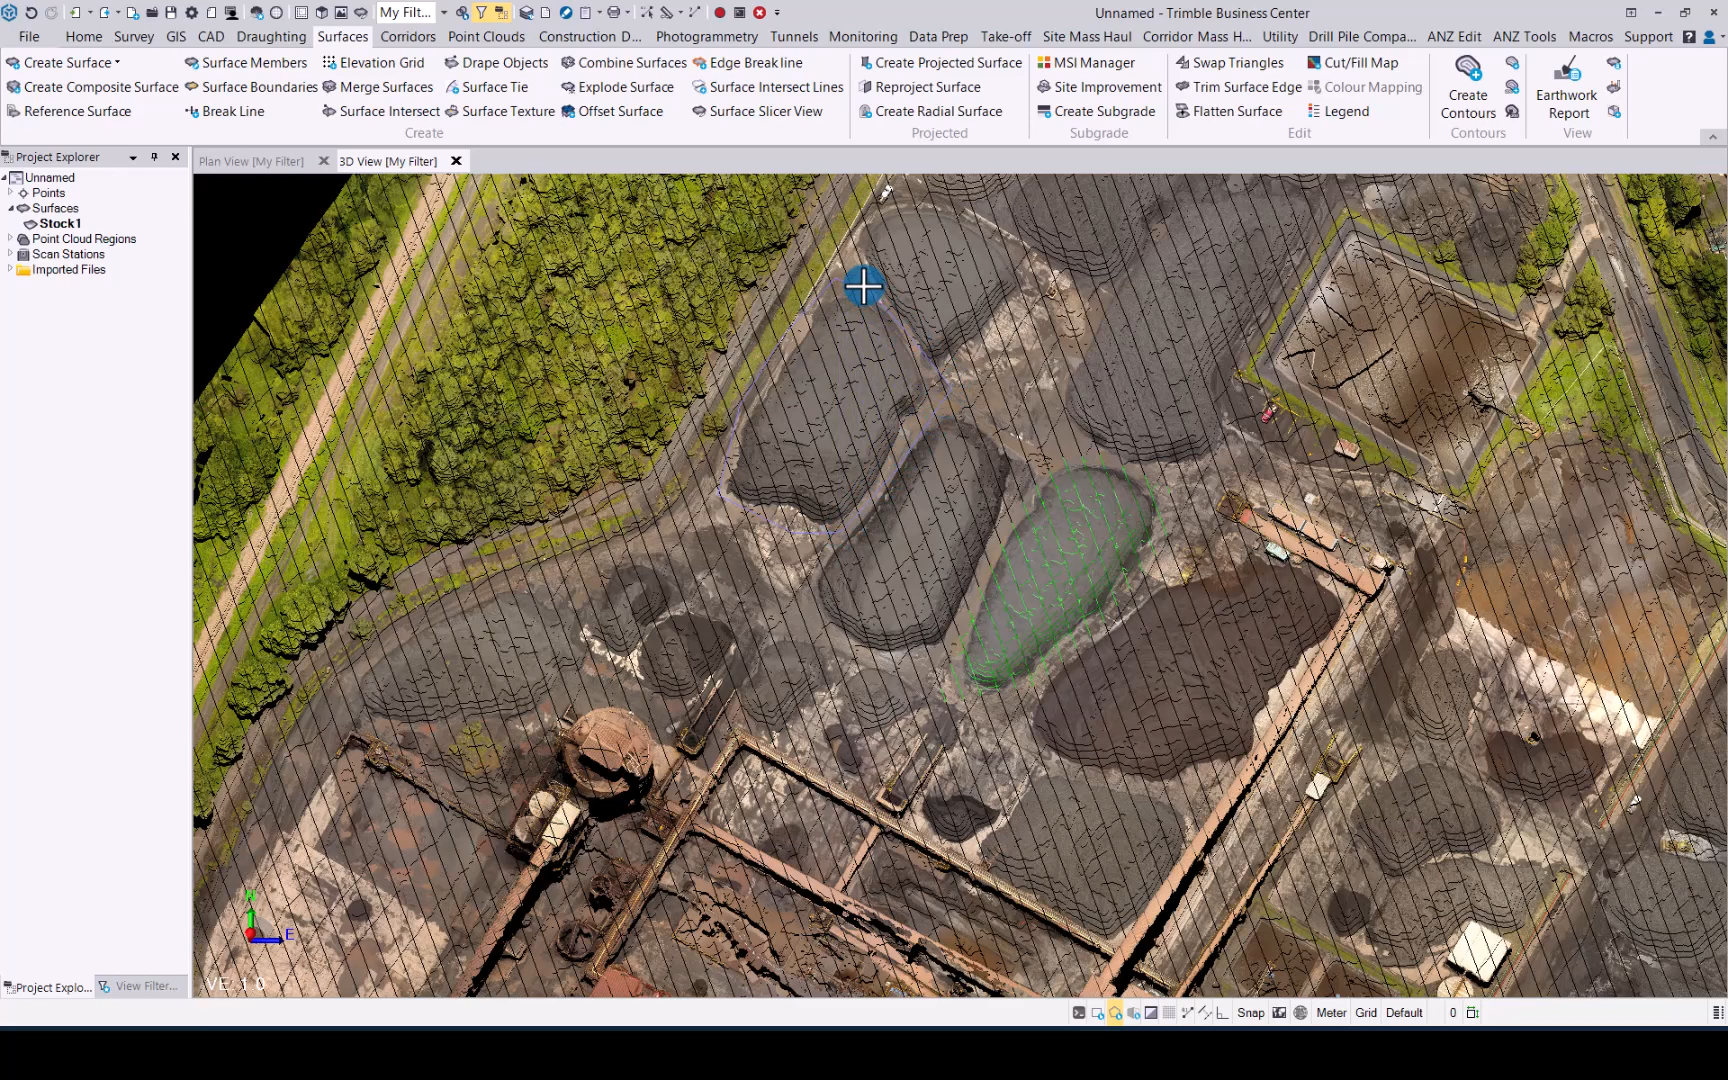 My Filt...
Unnamed - Trimble Business Center
File Home Survey GIS CAD Draughting Surfaces Corridors Point Clouds Construction D... Photogrammetry Tunnels Monitoring Data Prep Take-off Site Mass Haul Corridor Mass H... Utility Drill Pile Compa... ANZ Edit ANZ Tools Macros Support
Create Surface Surface Members Elevation Grid Drape Objects Combine Surfaces Edge Breakline Create Projected Surface MSI Manager Swap Triangles Cut/Fill Map
Create Composite Surface Surface Boundaries Merge Surfaces Surface Tie Explode Surface Surface Intersect Lines Reproject Surface Site Improvement Trim Surface Edge Colour Mapping
Reference Surface Break Line Surface Intersect Surface Texture Offset Surface Surface Slicer View Create Radial Surface Create Subgrade Flatten Surface Legend
Create Contours
Earthwork Report
Create Projected Subgrade Edit Contours View
Project Explorer
Plan View [My Filter] 3D View [My Filter]
Unnamed
Points
Surfaces
Stock1
Point Cloud Regions
Scan Stations
Imported Files
N
E
VE: 1.0
Project Explo... View Filter...
Snap Meter Grid Default 0